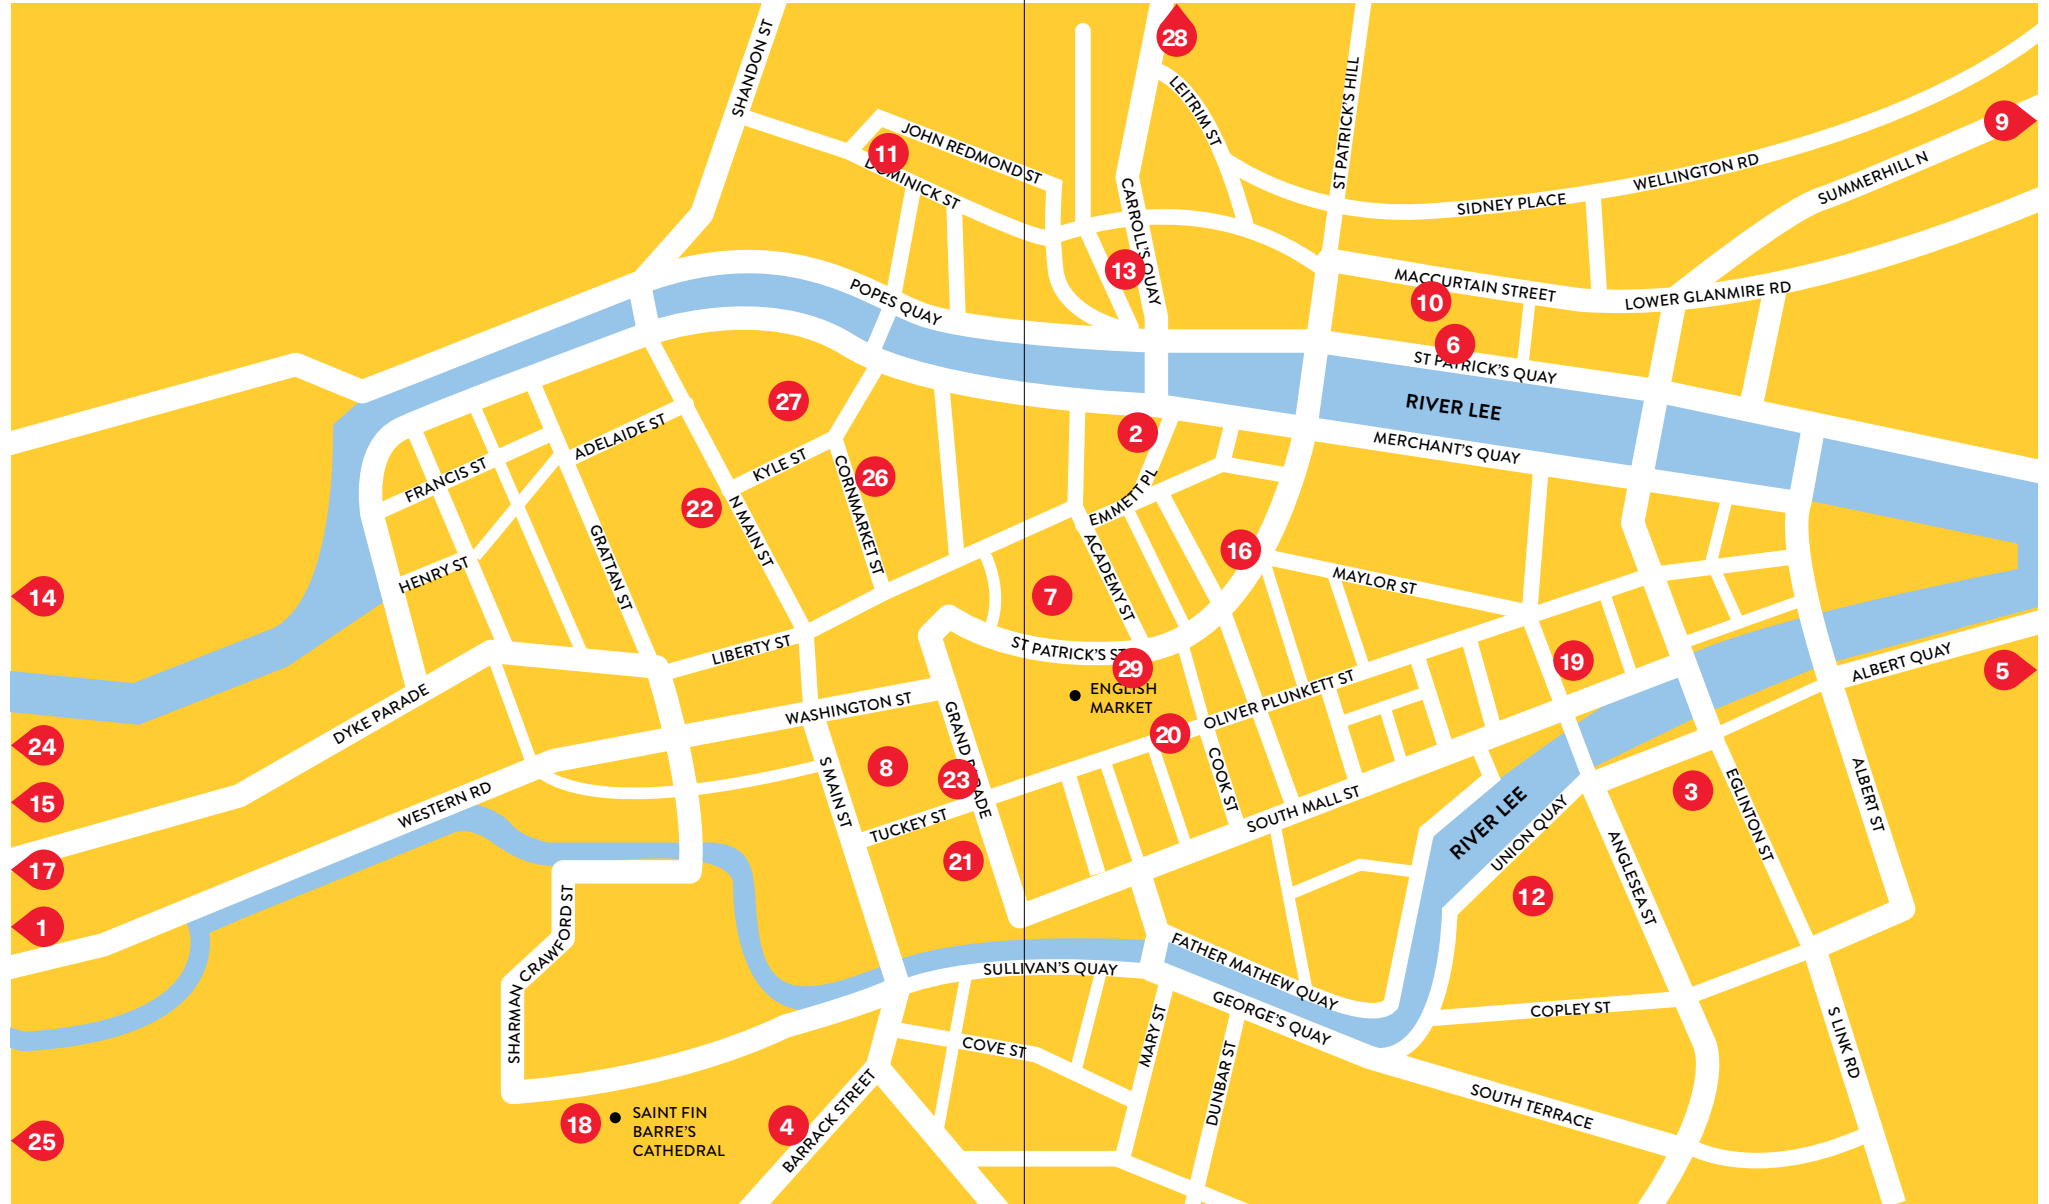 SHANDON ST
28
LEITRIM ST
ST PATRICK'S HILL
9
WELLINGTON RD
SUMMERHILL N
SIDNEY PLACE
JOHN REDMOND ST
11
DOMINICK ST
CARROLL'S QUAY
13
MACCURTAIN STREET
10
LOWER GLANMIRE RD
POPES QUAY
6
ST PATRICK'S QUAY
RIVER LEE
MERCHANT'S QUAY
27
2
ADELAIDE ST
FRANCIS ST
KYLE ST
CORNMARKET ST
26
22
N MAIN ST
EMMETT PL
ACADEMY ST
16
MAYLOR ST
GRATTAN ST
HENRY ST
14
7
LIBERTY ST
ST PATRICK'S ST
29
ENGLISH
MARKET
19
ALBERT QUAY
5
OLIVER PLUNKETT ST
20
DYKE PARADE
WASHINGTON ST
GRAND PARADE
24
8
23
S MAIN ST
COOK ST
15
WESTERN RD
TUCKEY ST
SOUTH MALL ST
RIVER LEE
UNION QUAY
3
EGLINTON ST
ALBERT ST
17
21
12
ANGLESEA ST
1
SHARMAN CRAWFORD ST
SULLIVAN'S QUAY
FATHER MATHEW QUAY
GEORGE'S QUAY
COPLEY ST
S LINK RD
COVE ST
MARY ST
DUNBAR ST
SOUTH TERRACE
25
18
SAINT FIN
BARRE'S
CATHEDRAL
4
BARRACK STREET